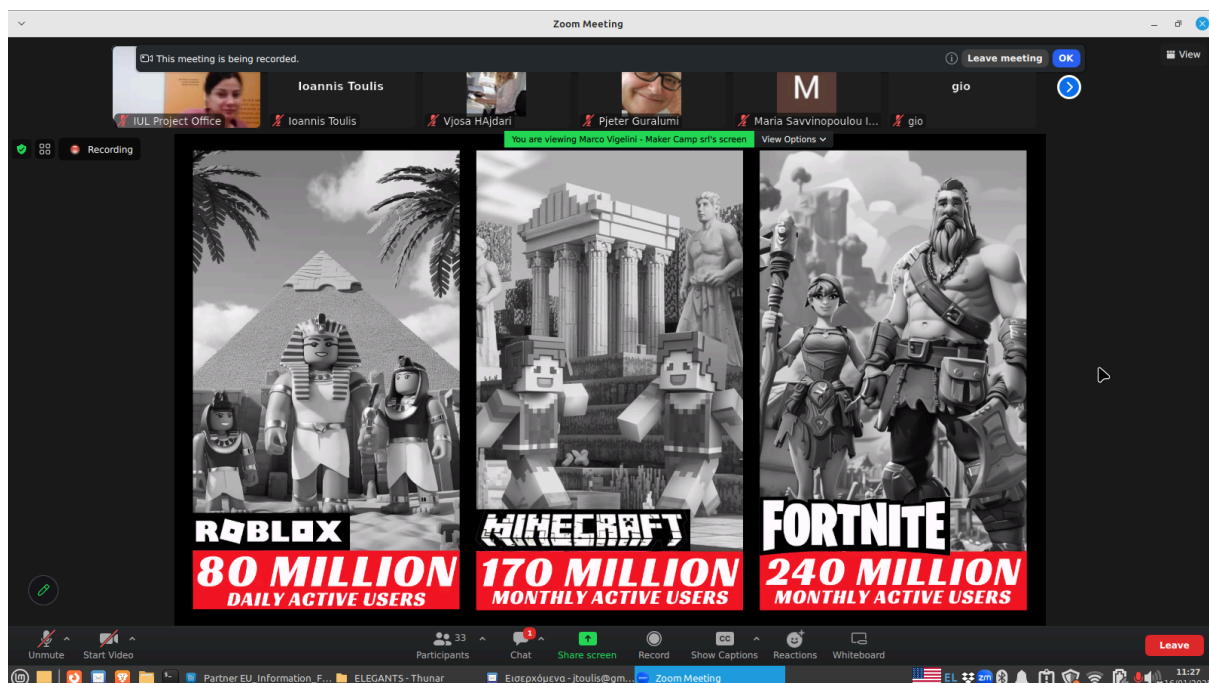 Zoom Meeting
This meeting is being recorded.
Leave meeting
OK
View
IUL Project Office
Ioannis Toulis
Ioannis Toulis
Vjosa HAjdari
Pjeter Guralumi
M
Maria Savvinopoulou I...
gio
gio
Recording
You are viewing Marco Vigelini - Maker Camp srl's screen
View Options
ROBLOX
80 MILLION
DAILY ACTIVE USERS
MINECRAFT
170 MILLION
MONTHLY ACTIVE USERS
FORTNITE
240 MILLION
MONTHLY ACTIVE USERS
Unmute
Start Video
33
Participants
1
Chat
Share screen
Record
CC
Show Captions
Reactions
Whiteboard
Leave
Partner EU_Information_F...
ELEGANTS - Thunar
Εισερχόμενα - jtoulis@gm...
Zoom Meeting
EL
zm
11:27